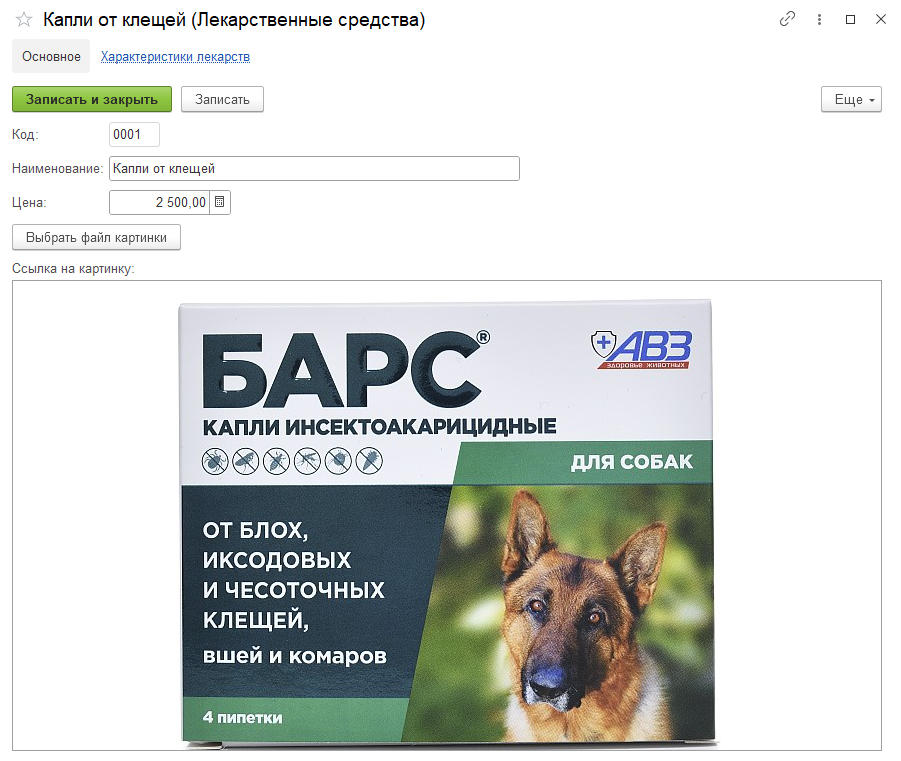 Капли от клещей (Лекарственные средства)
Основное Характеристики лекарств
Записать и закрыть Записать Еще
Код: 0001
Наименование: Капли от клещей
Цена: 2 500,00
Выбрать файл картинки
Ссылка на картинку:
БАРС®
АВЗ
здоровье животных
КАПЛИ ИНСЕКТОАКАРИЦИДНЫЕ
ДЛЯ СОБАК
ОТ БЛОХ,
ИКСОДОВЫХ
И ЧЕСОТОЧНЫХ
КЛЕЩЕЙ,
вшей и комаров
4 пипетки